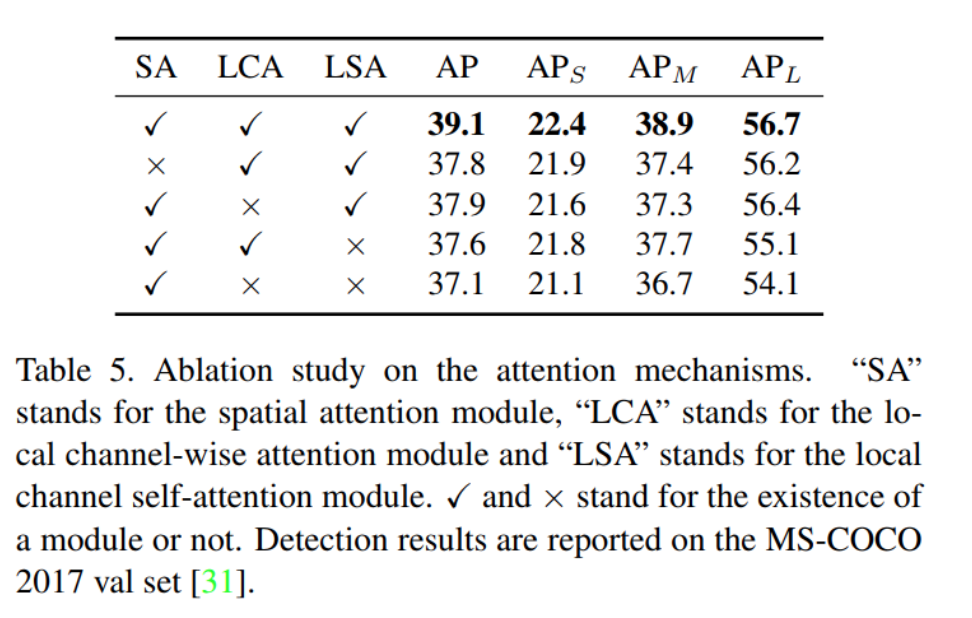 SA LCA LSA AP APS APM APL
✓ ✓ ✓ 39.1 22.4 38.9 56.7
× ✓ ✓ 37.8 21.9 37.4 56.2
✓ × ✓ 37.9 21.6 37.3 56.4
✓ ✓ × 37.6 21.8 37.7 55.1
✓ × × 37.1 21.1 36.7 54.1
Table 5. Ablation study on the attention mechanisms. “SA”
stands for the spatial attention module, “LCA” stands for the lo-
cal channel-wise attention module and “LSA” stands for the local
channel self-attention module. ✓ and × stand for the existence of
a module or not. Detection results are reported on the MS-COCO
2017 val set [31].